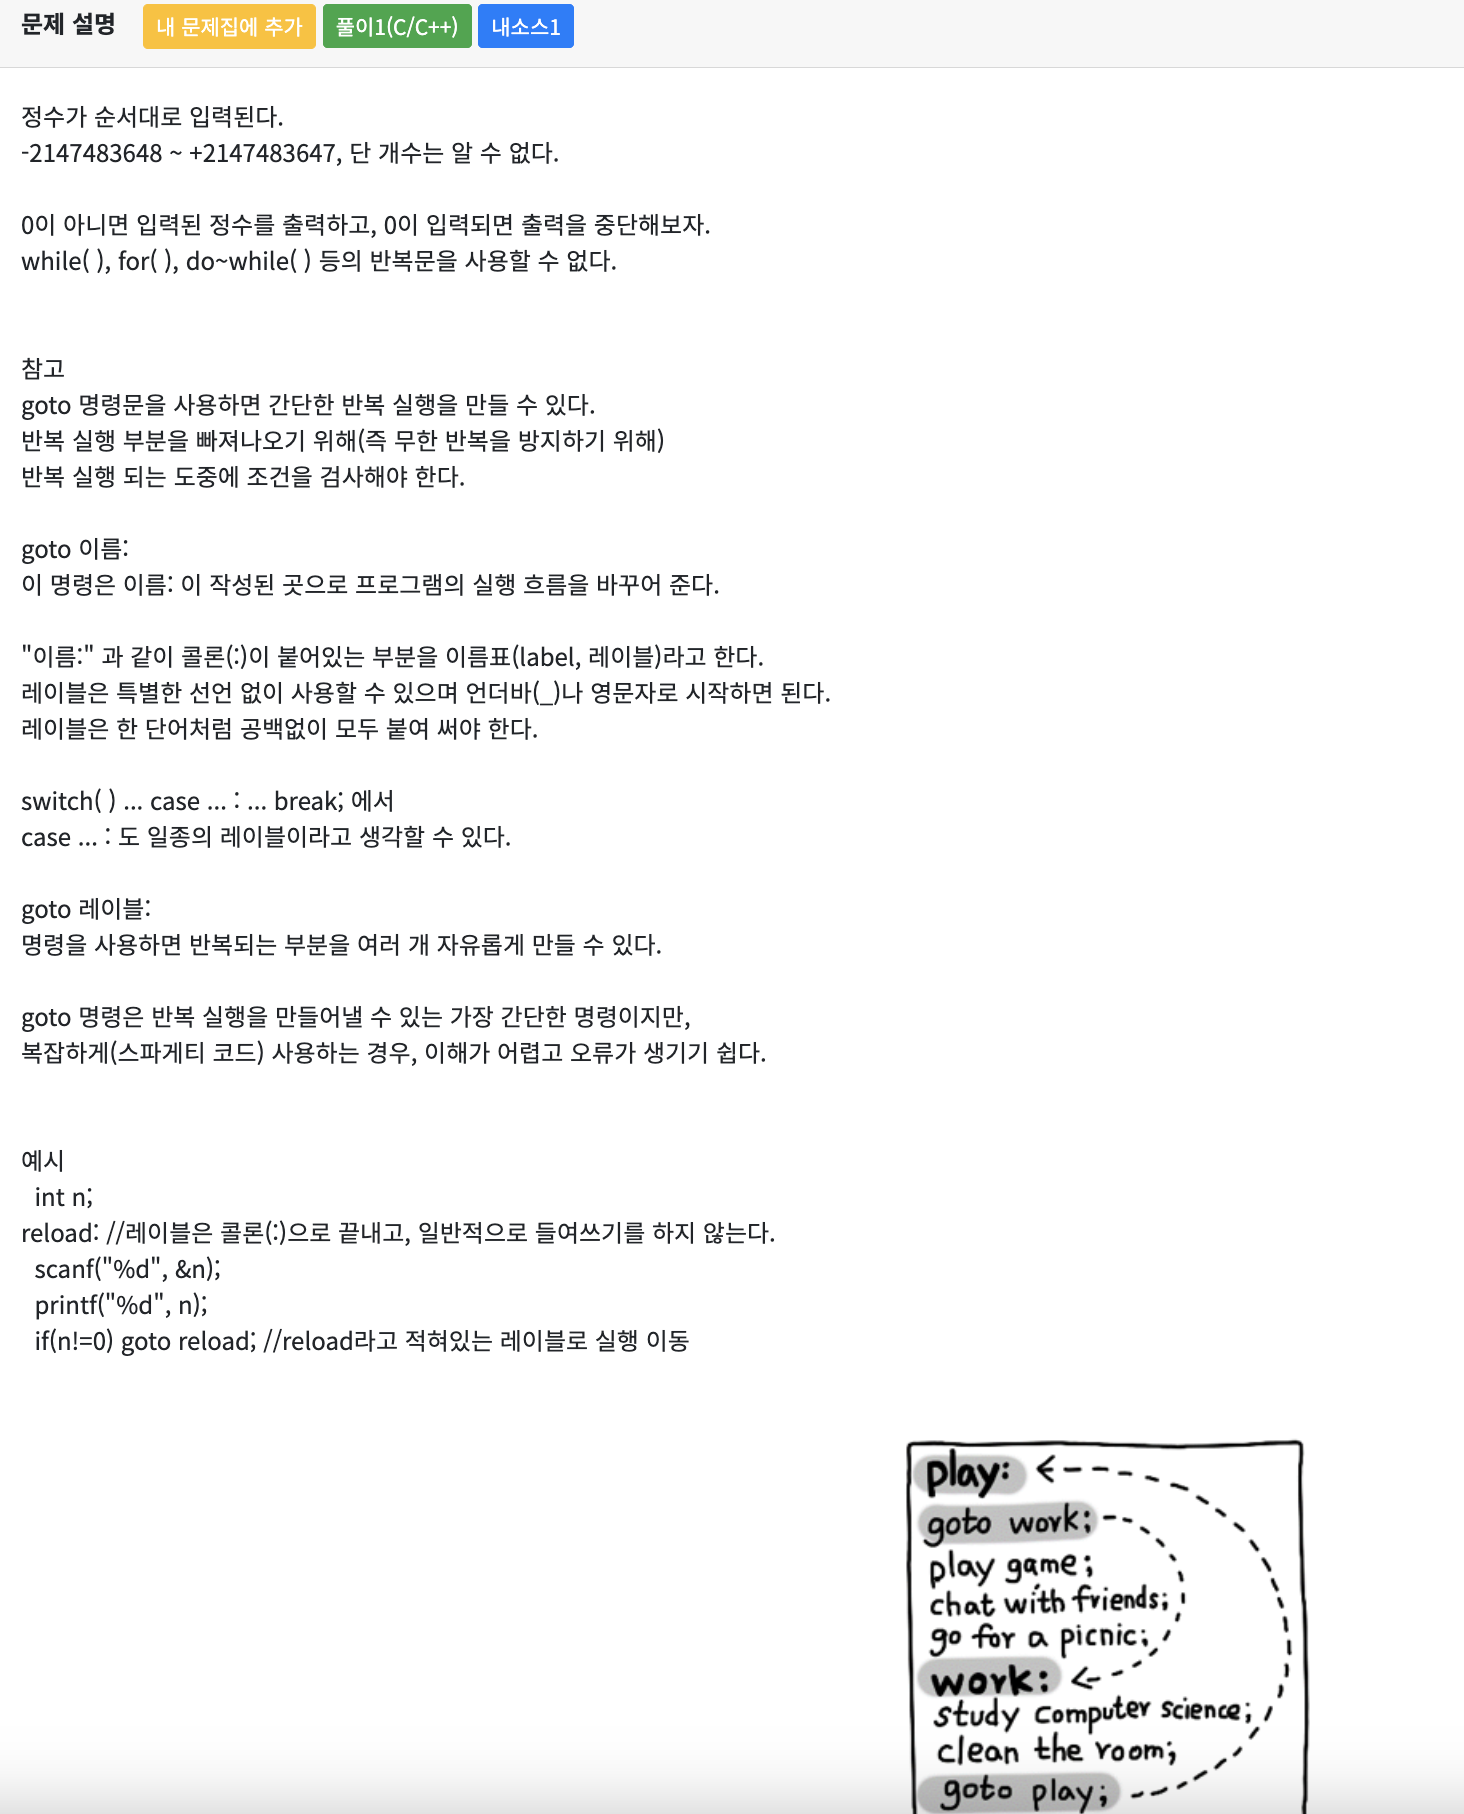 문제 설명 내 문제집에 추가 풀이1(C/C++) 내소스1
정수가 순서대로 입력된다.
-2147483648 ~ +2147483647, 단 개수는 알 수 없다.
0이 아니면 입력된 정수를 출력하고, 0이 입력되면 출력을 중단해보자.
while( ), for( ), do~while( ) 등의 반복문을 사용할 수 없다.
참고
goto 명령문을 사용하면 간단한 반복 실행을 만들 수 있다.
반복 실행 부분을 빠져나오기 위해(즉 무한 반복을 방지하기 위해)
반복 실행 되는 도중에 조건을 검사해야 한다.
goto 이름:
이 명령은 이름: 이 작성된 곳으로 프로그램의 실행 흐름을 바꾸어 준다.
"이름:" 과 같이 콜론(:)이 붙어있는 부분을 이름표(label, 레이블)라고 한다.
레이블은 특별한 선언 없이 사용할 수 있으며 언더바(_)나 영문자로 시작하면 된다.
레이블은 한 단어처럼 공백없이 모두 붙여 써야 한다.
switch( ) ... case ... : ... break; 에서
case ... : 도 일종의 레이블이라고 생각할 수 있다.
goto 레이블:
명령을 사용하면 반복되는 부분을 여러 개 자유롭게 만들 수 있다.
goto 명령은 반복 실행을 만들어낼 수 있는 가장 간단한 명령이지만,
복잡하게(스파게티 코드) 사용하는 경우, 이해가 어렵고 오류가 생기기 쉽다.
예시
int n;
reload: //레이블은 콜론(:)으로 끝내고, 일반적으로 들여쓰기를 하지 않는다.
scanf("%d", &n);
printf("%d", n);
if(n!=0) goto reload; //reload라고 적혀있는 레이블로 실행 이동
play:
goto work;
play game;
chat with friends;
go for a picnic;
work:
study computer science;
clean the room;
goto play;